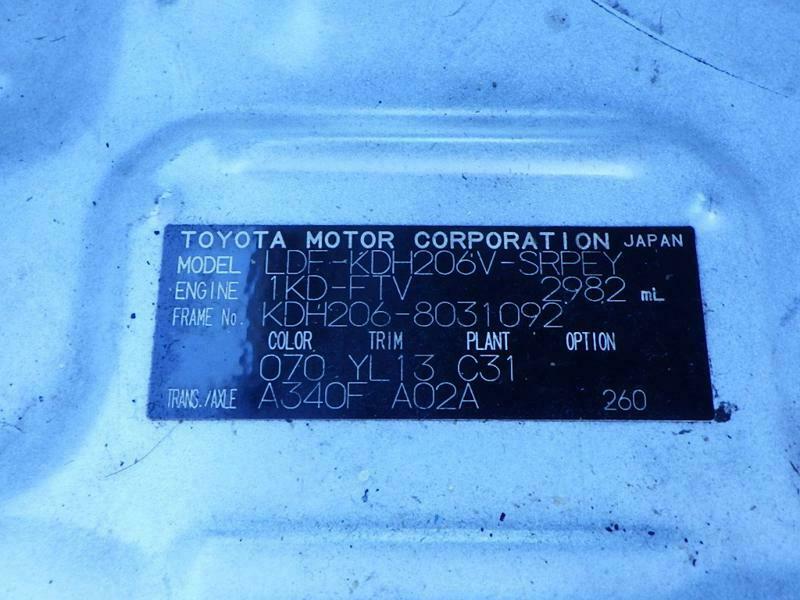 TOYOTA MOTOR CORPORATION JAPAN
MODEL LDF-KDH206V-SRPEY
ENGINE 1KD-FTV 2982 mL
FRAME No. KDH206-8031092
COLOR TRIM PLANT OPTION
070 YL13 C31
TRANS./AXLE A340F A02A 260